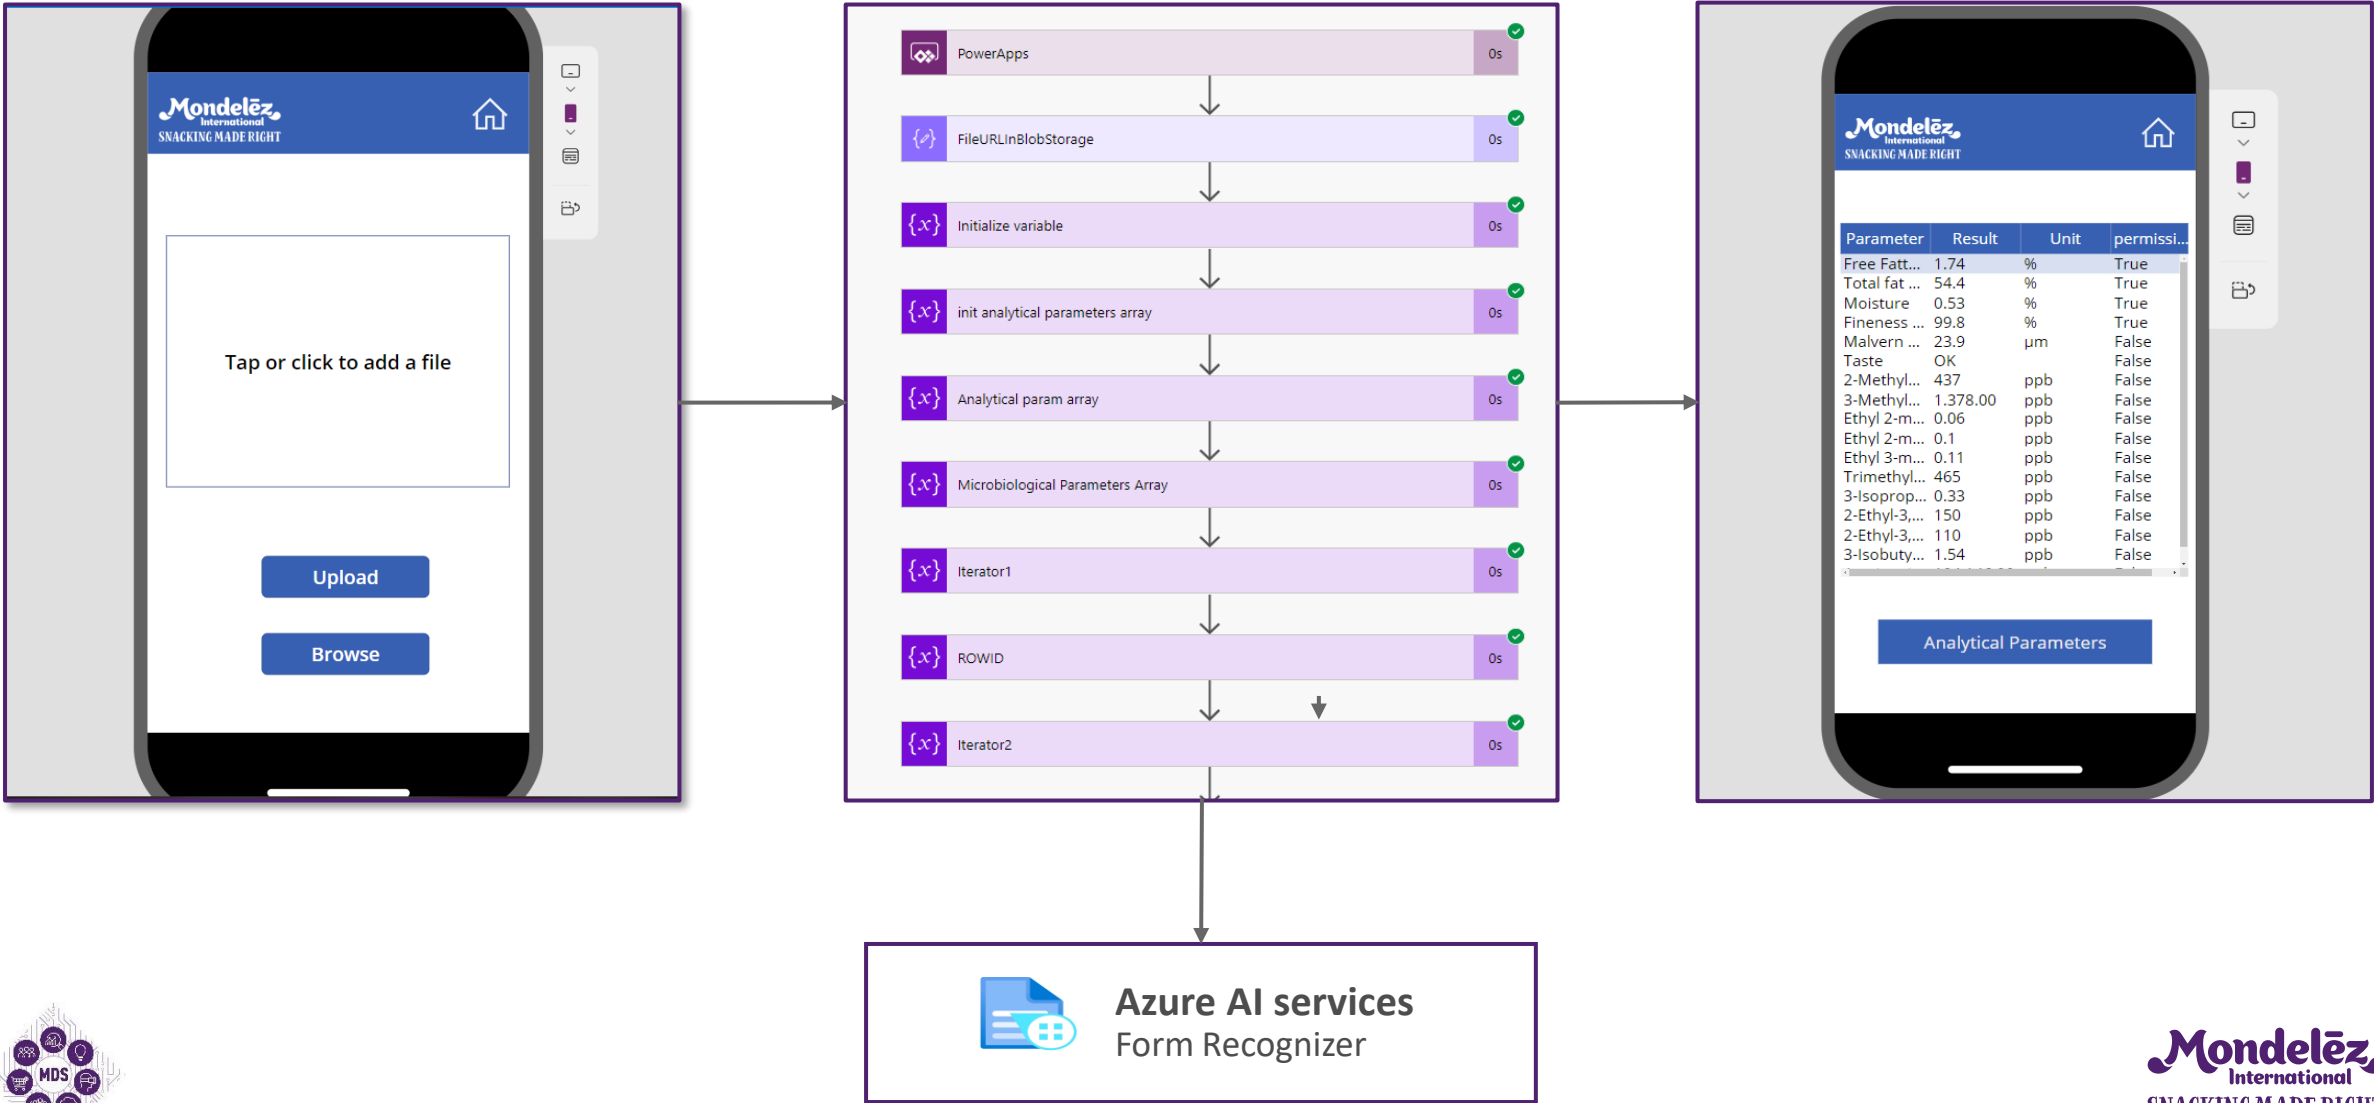 Mondelēz
International
SNACKING MADE RIGHT
Tap or click to add a file
Upload
Browse
PowerApps 0s
FileURLInBlobStorage 0s
{x} Initialize variable 0s
{x} init analytical parameters array 0s
{x} Analytical param array 0s
{x} Microbiological Parameters Array 0s
{x} Iterator1 0s
{x} ROWID 0s
{x} Iterator2 0s
Mondelēz
International
SNACKING MADE RIGHT
Parameter Result Unit permissi...
Free Fatt... 1.74 % True
Total fat ... 54.4 % True
Moisture 0.53 % True
Fineness ... 99.8 % True
Malvern ... 23.9 µm False
Taste OK False
2-Methyl... 437 ppb False
3-Methyl... 1.378.00 ppb False
Ethyl 2-m... 0.06 ppb False
Ethyl 2-m... 0.1 ppb False
Ethyl 3-m... 0.11 ppb False
Trimethyl... 465 ppb False
3-Isoprop... 0.33 ppb False
2-Ethyl-3,... 150 ppb False
2-Ethyl-3,... 110 ppb False
3-Isobuty... 1.54 ppb False
Analytical Parameters
Azure AI services
Form Recognizer
MDS
Mondelēz
International
SNACKING MADE RIGHT